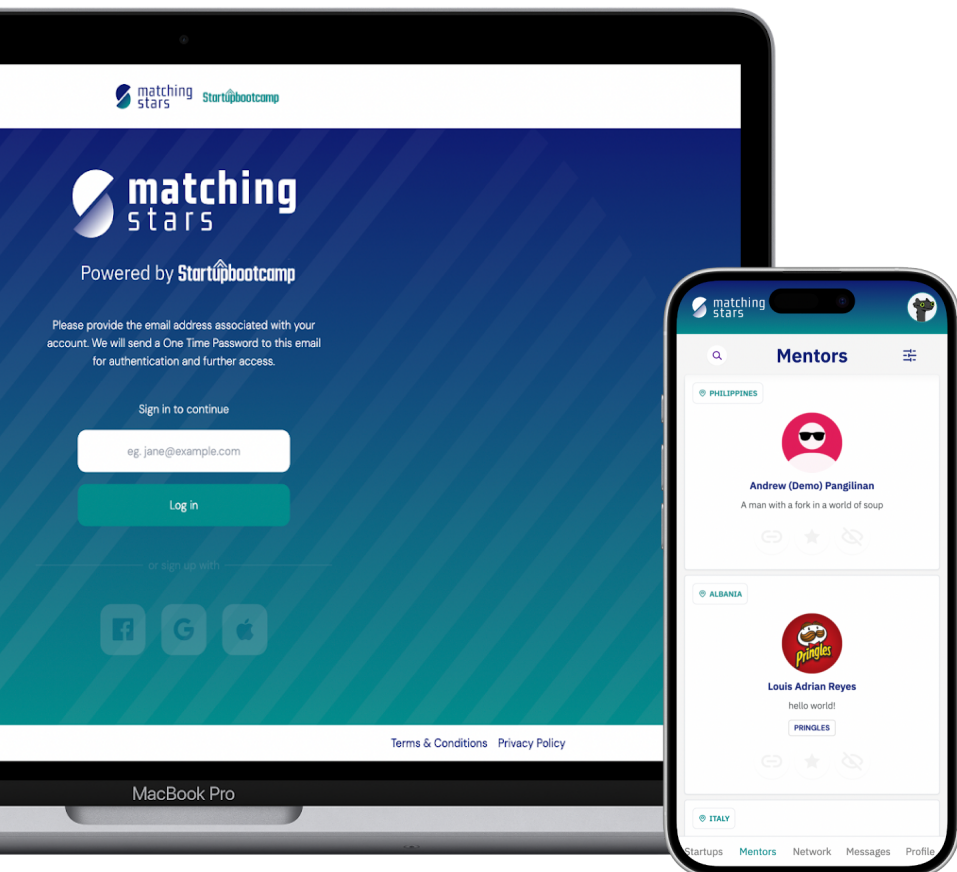 matching
stars
Startupbootcamp
matching
stars
Powered by Startupbootcamp
Please provide the email address associated with your
account. We will send a One Time Password to this email
for authentication and further access.
Sign in to continue
eg. jane@example.com
Log in
or sign up with
Terms & Conditions Privacy Policy
MacBook Pro
matching
stars
Mentors
PHILIPPINES
Andrew (Demo) Pangilinan
A man with a fork in a world of soup
ALBANIA
Pringles
Louis Adrian Reyes
hello world!
PRINGLES
ITALY
Startups Mentors Network Messages Profile